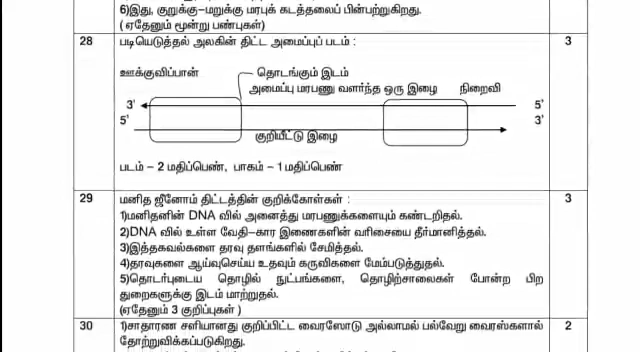 6)இது, குறுக்கு–மறுக்கு மரபுக் கடத்தலைப் பின்பற்றுகிறது.
( ஏதேனும் மூன்று பண்புகள்)
28 படியெடுத்தல் அலகின் திட்ட அமைப்புப் படம் : 3
ஊக்குவிப்பான் தொடங்கும் இடம்
அமைப்பு மரபணு வளர்ந்த ஒரு இழை நிறைவி
3' 5'
5' 3'
குறியீட்டு இழை
படம் – 2 மதிப்பெண், பாகம் – 1 மதிப்பெண்
29 மனித ஜீனோம் திட்டத்தின் குறிக்கோள்கள் : 3
1)மனிதனின் DNA வில் அனைத்து மரபணுக்களையும் கண்டறிதல்.
2)DNA வில் உள்ள வேதி–கார இணைகளின் வரிசையை தீர்மானித்தல்.
3)இத்தகவல்களை தரவு தளங்களில் சேமித்தல்.
4)தரவுகளை ஆய்வுசெய்ய உதவும் கருவிகளை மேம்படுத்துதல்.
5)தொடர்புடைய தொழில் நுட்பங்களை, தொழிற்சாலைகள் போன்ற பிற
துறைகளுக்கு இடம் மாற்றுதல்.
(ஏதேனும் 3 குறிப்புகள் )
30 1)சாதாரண சளியானது குறிப்பிட்ட வைரஸோடு அல்லாமல் பல்வேறு வைரஸ்களால் 2
தோற்றுவிக்கப்படுகிறது.